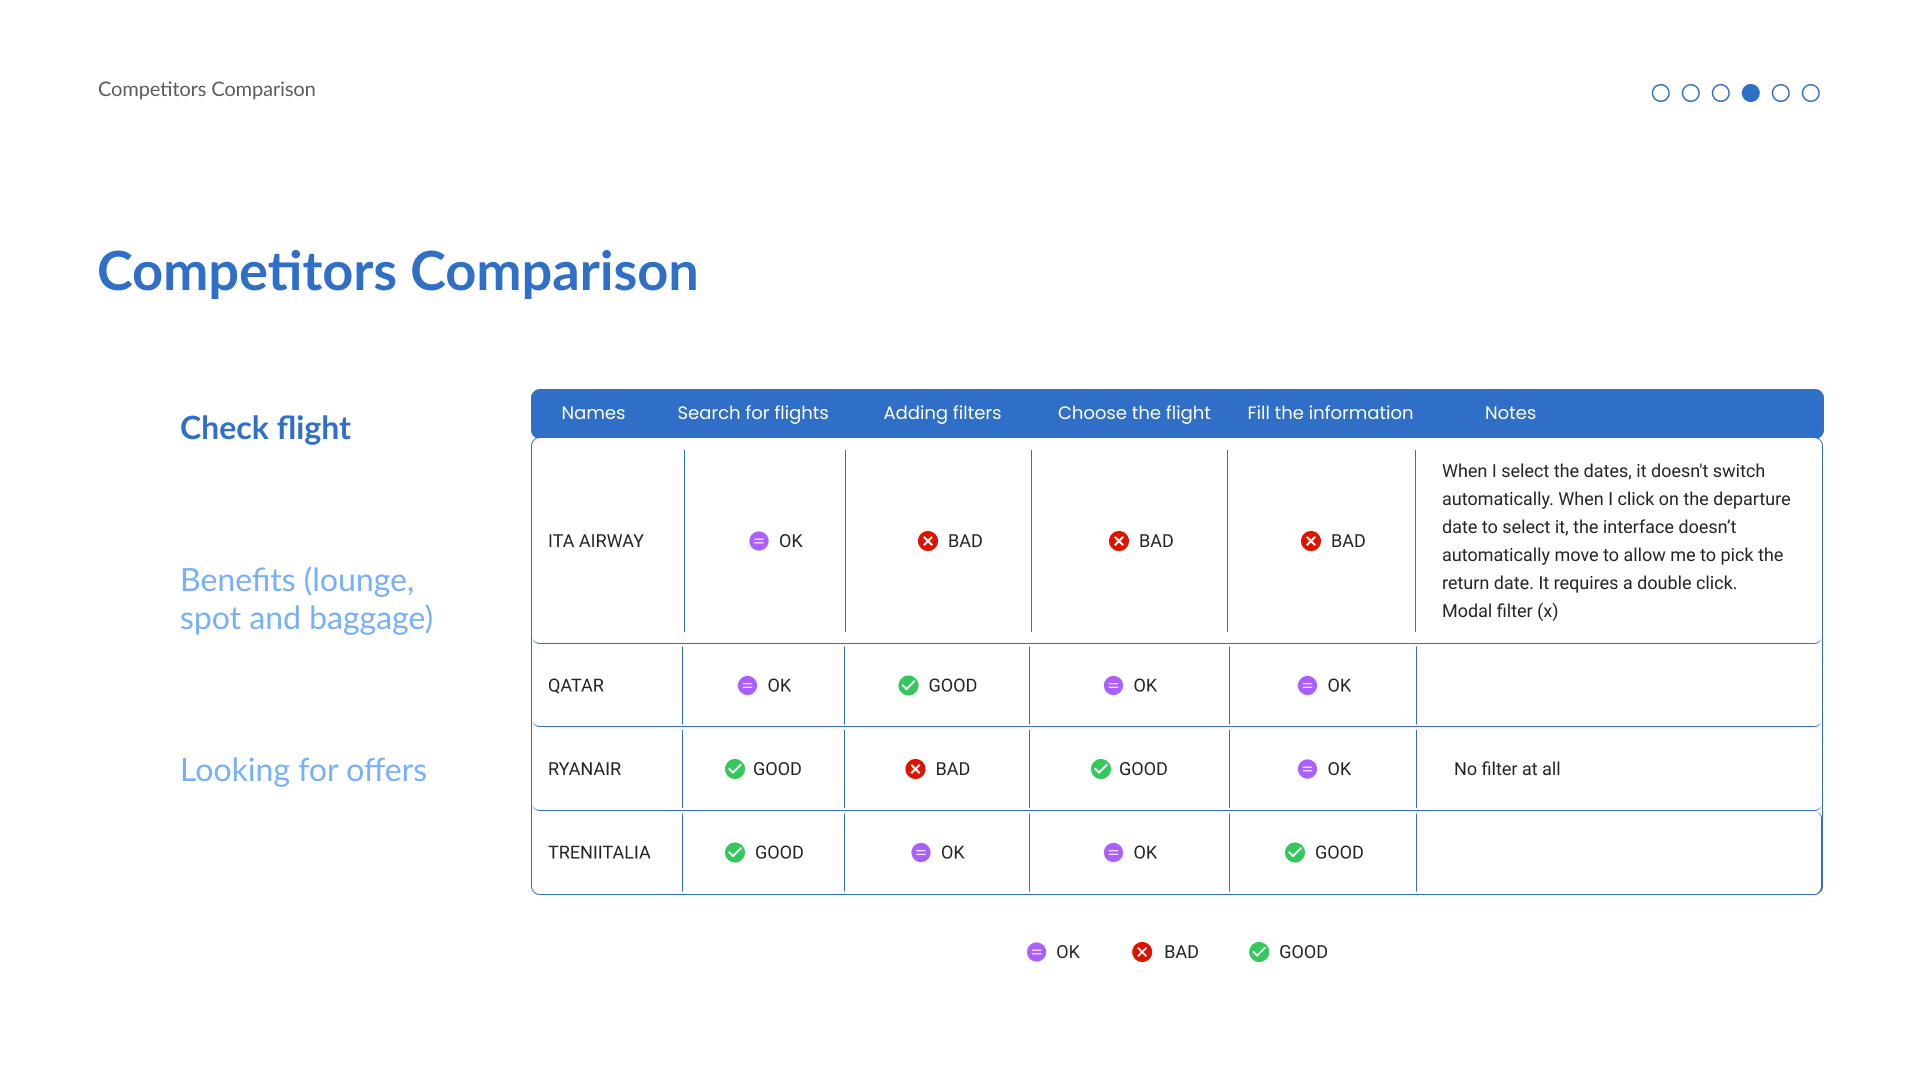 Competitors Comparison
Competitors Comparison
Check flight
Benefits (lounge,
spot and baggage)
Looking for offers
Names Search for flights Adding filters Choose the flight Fill the information Notes
ITA AIRWAY OK BAD BAD BAD
When I select the dates, it doesn't switch
automatically. When I click on the departure
date to select it, the interface doesn’t
automatically move to allow me to pick the
return date. It requires a double click.
Modal filter (x)
QATAR OK GOOD OK OK
RYANAIR GOOD BAD GOOD OK No filter at all
TRENIITALIA GOOD OK OK GOOD
OK BAD GOOD